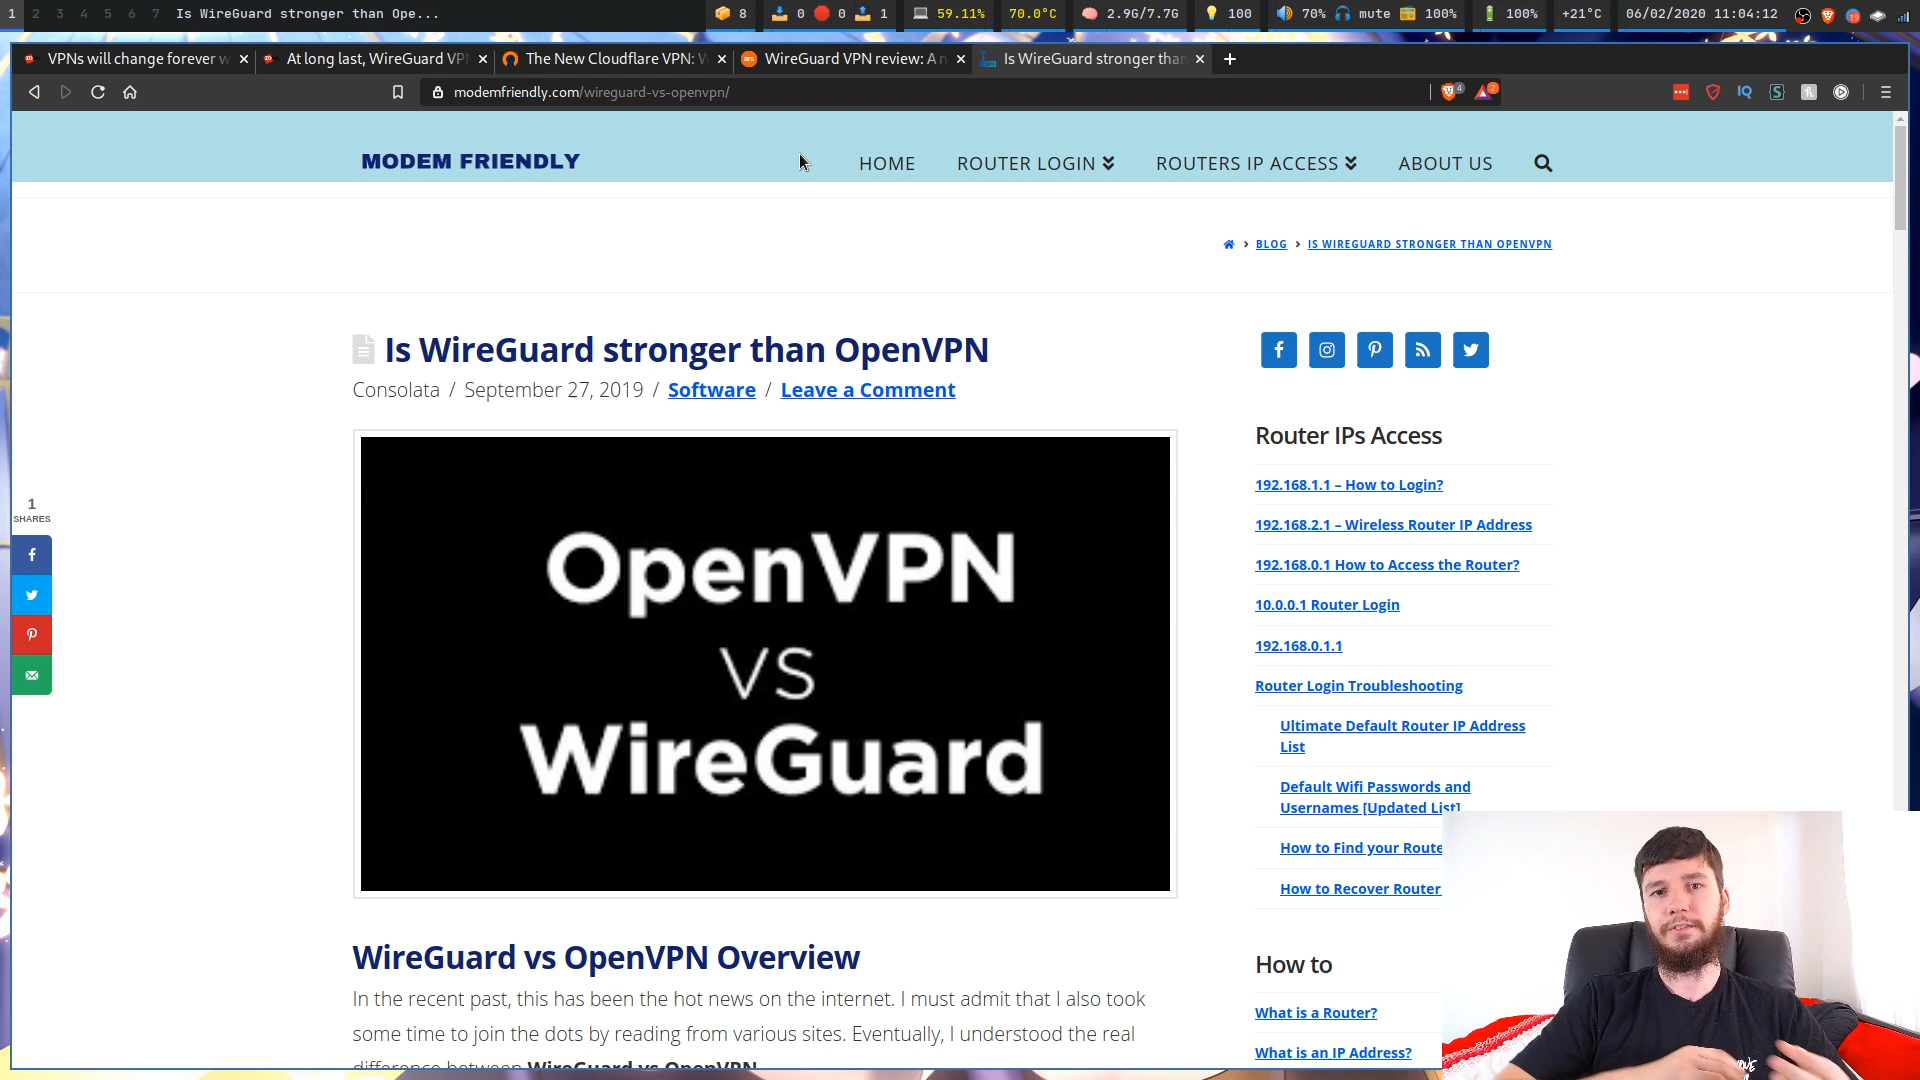 1 2 3 4 5 6 7 Is WireGuard stronger than Ope... 8 0 0 1 59.11% 70.0°C 2.9G/7.7G 100 70% mute 100% 100% +21°C 06/02/2020 11:04:12
VPNs will change forever w At long last, WireGuard VP The New Cloudflare VPN: W WireGuard VPN review: A n Is WireGuard stronger than
modemfriendly.com/wireguard-vs-openvpn/ 4 2
MODEM FRIENDLY HOME ROUTER LOGIN ROUTERS IP ACCESS ABOUT US
BLOG IS WIREGUARD STRONGER THAN OPENVPN
Is WireGuard stronger than OpenVPN
Consolata / September 27, 2019 / Software / Leave a Comment
OpenVPN
VS
WireGuard
1
SHARES
WireGuard vs OpenVPN Overview
In the recent past, this has been the hot news on the internet. I must admit that I also took
some time to join the dots by reading from various sites. Eventually, I understood the real
difference between WireGuard vs OpenVPN.
Router IPs Access
192.168.1.1 – How to Login?
192.168.2.1 – Wireless Router IP Address
192.168.0.1 How to Access the Router?
10.0.0.1 Router Login
192.168.0.1.1
Router Login Troubleshooting
Ultimate Default Router IP Address
List
Default Wifi Passwords and
Usernames [Updated List]
How to Find your Route
How to Recover Router
How to
What is a Router?
What is an IP Address?